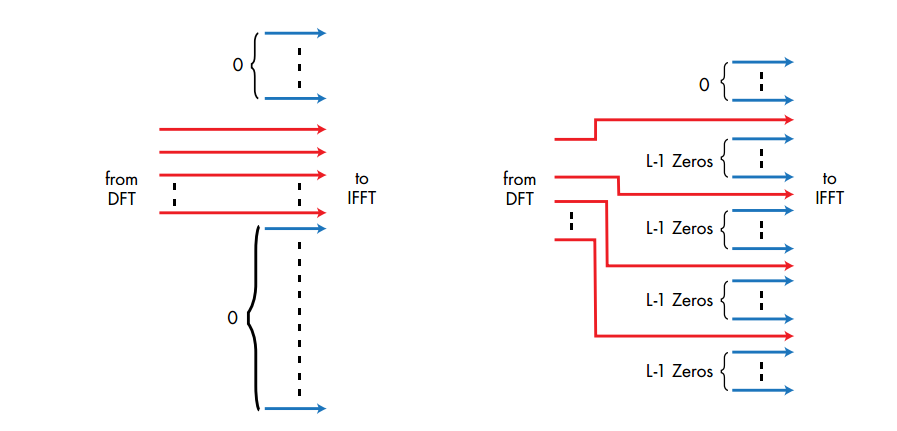 0
from
DFT
to
IFFT
0
0
L-1 Zeros
from
DFT
to
IFFT
L-1 Zeros
L-1 Zeros
L-1 Zeros